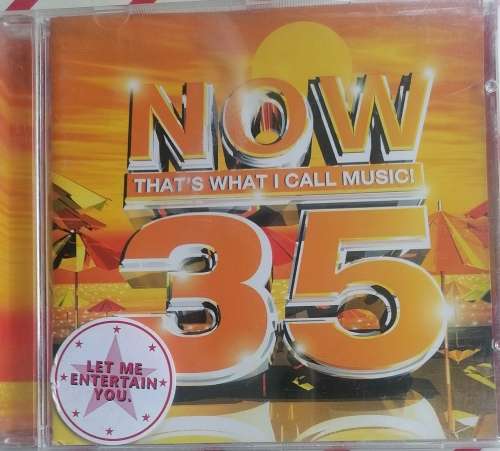 NOW
THAT'S WHAT I CALL MUSIC!
35
LET ME
ENTERTAIN
YOU.